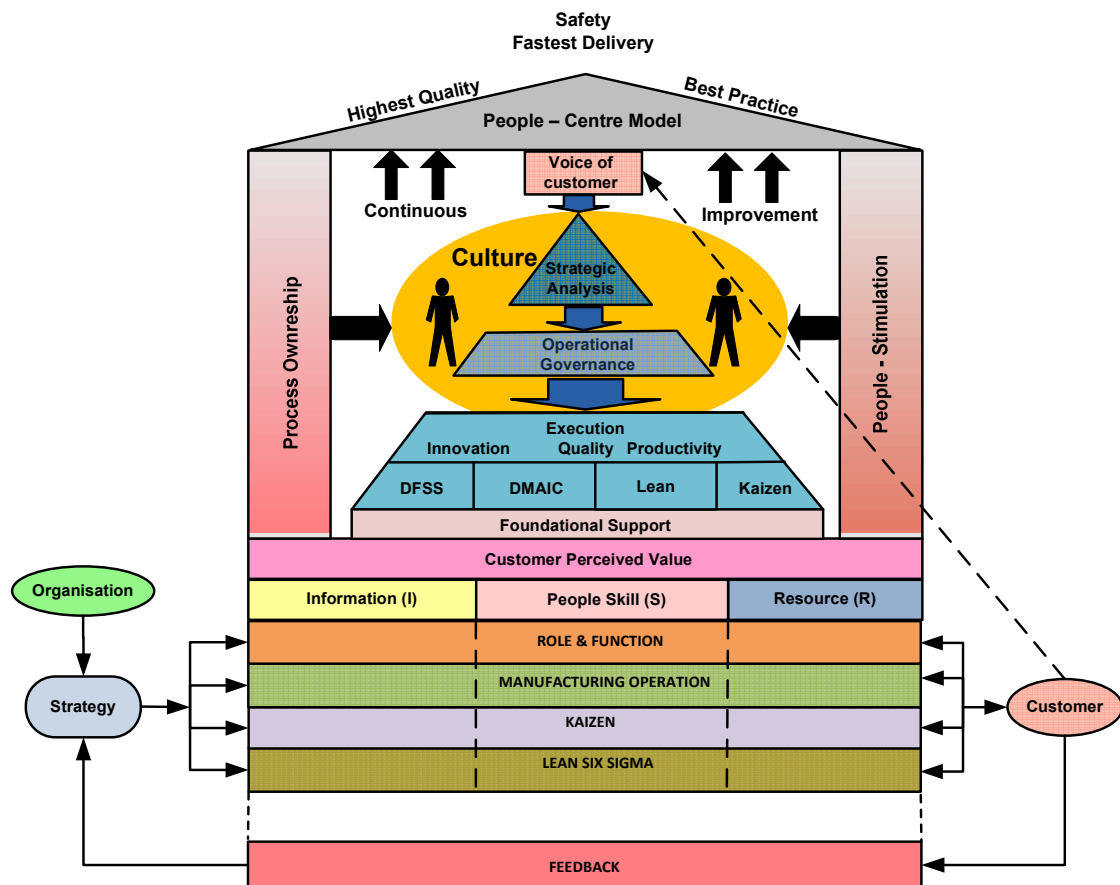 Safety
Fastest Delivery
Highest Quality
Best Practice
People – Centre Model
Voice of
customer
Continuous
Improvement
Culture
Strategic
Analysis
Operational
Governance
Process Ownreship
People - Stimulation
Execution
Innovation Quality Productivity
DFSS DMAIC Lean Kaizen
Foundational Support
Customer Perceived Value
Organisation
Information (I) People Skill (S) Resource (R)
ROLE & FUNCTION
MANUFACTURING OPERATION
Strategy
Customer
KAIZEN
LEAN SIX SIGMA
FEEDBACK